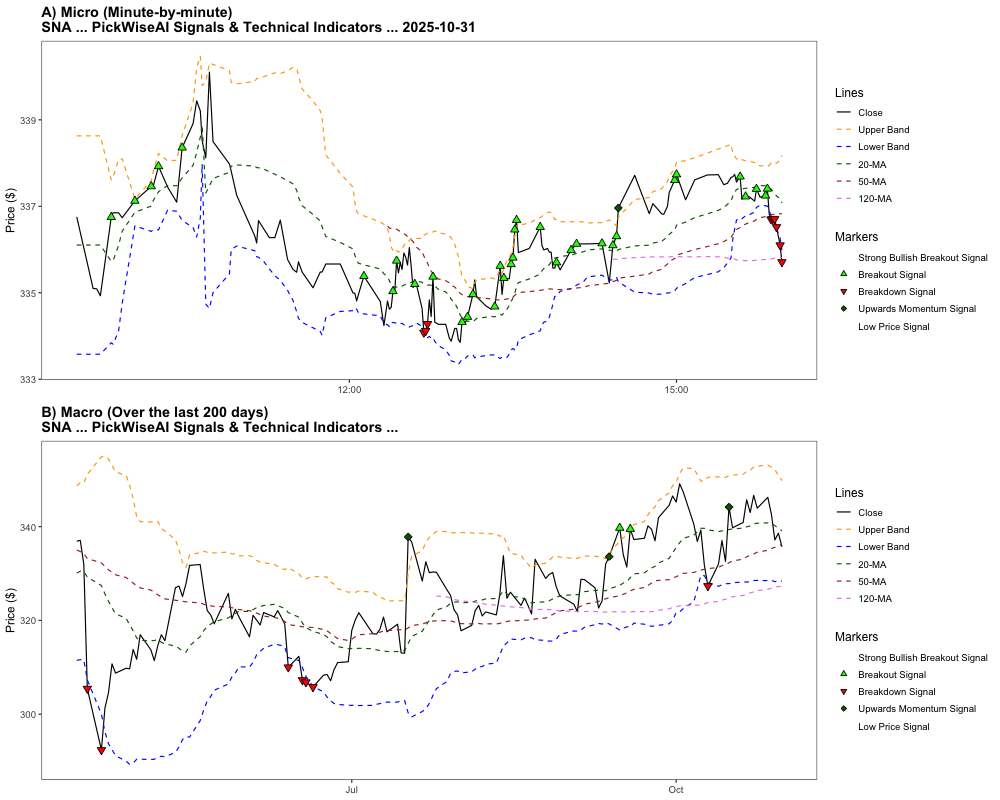 A) Micro (Minute-by-minute)
SNA ... PickWiseAI Signals & Technical Indicators ... 2025-10-31
Price ($)
339
337
335
333
12:00
15:00
Lines
Close
Upper Band
Lower Band
20-MA
50-MA
120-MA
Markers
Strong Bullish Breakout Signal
Breakout Signal
Breakdown Signal
Upwards Momentum Signal
Low Price Signal
B) Macro (Over the last 200 days)
SNA ... PickWiseAI Signals & Technical Indicators ...
Price ($)
340
320
300
Jul
Oct
Lines
Close
Upper Band
Lower Band
20-MA
50-MA
120-MA
Markers
Strong Bullish Breakout Signal
Breakout Signal
Breakdown Signal
Upwards Momentum Signal
Low Price Signal